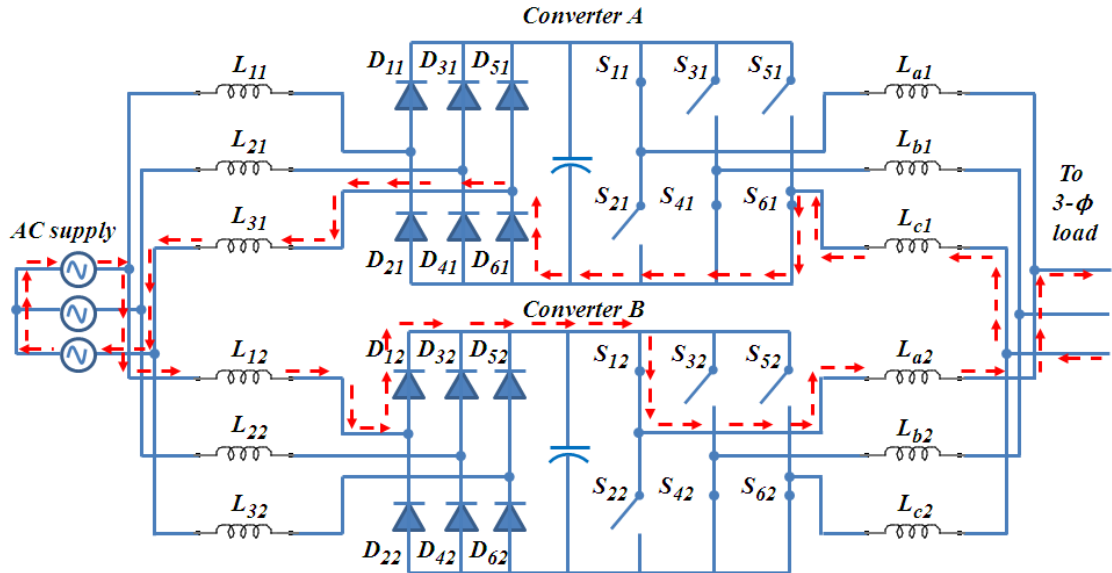 Converter A
D11 D31 D51
S11 S31 S51
L11
La1
L21
Lb1
To
3-ϕ
load
S21 S41 S61
L31
Lc1
AC supply
D21 D41 D61
Converter B
D12 D32 D52
S12 S32 S52
L12
La2
L22
Lb2
S22 S42 S62
L32
Lc2
D22 D42 D62